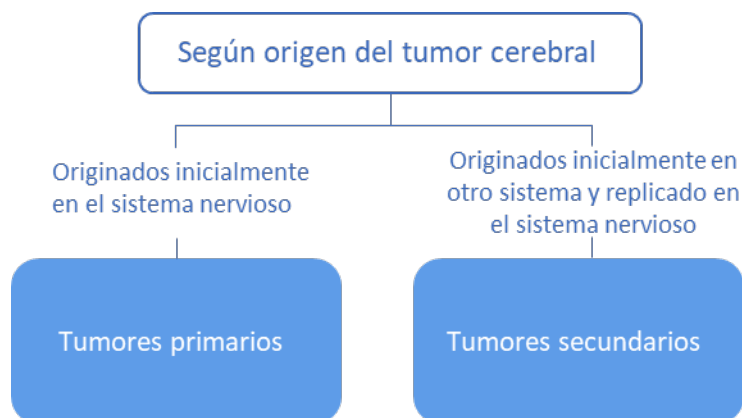 Según origen del tumor cerebral
Originados inicialmente
en el sistema nervioso
Originados inicialmente en
otro sistema y replicado en
el sistema nervioso
Tumores primarios
Tumores secundarios